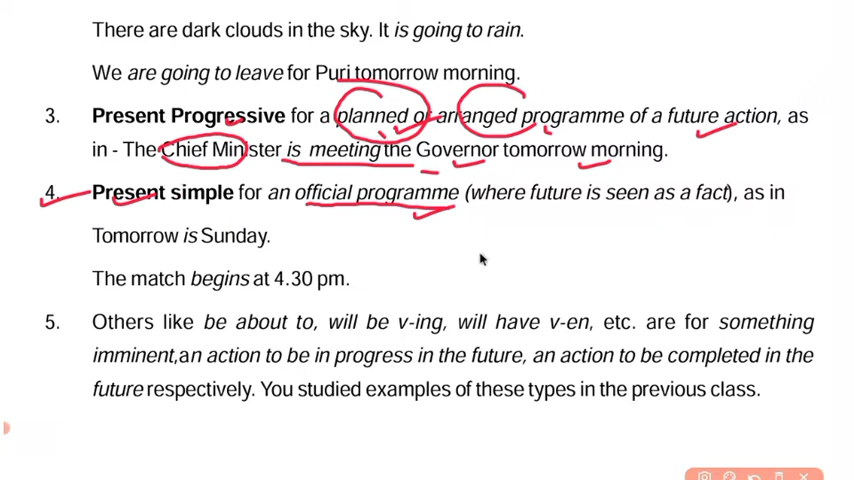 There are dark clouds in the sky. It is going to rain.
We are going to leave for Puri tomorrow morning.
3. Present Progressive for a planned or arranged programme of a future action, as
in - The Chief Minister is meeting the Governor tomorrow morning.
4. Present simple for an official programme (where future is seen as a fact), as in
Tomorrow is Sunday.
The match begins at 4.30 pm.
5. Others like be about to, will be v-ing, will have v-en, etc. are for something
imminent,an action to be in progress in the future, an action to be completed in the
future respectively. You studied examples of these types in the previous class.